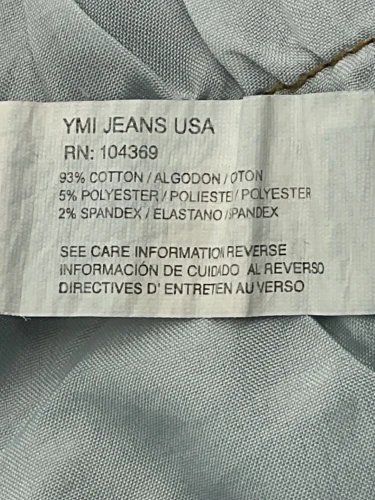 YMI JEANS USA
RN: 104369
93% COTTON / ALGODON / OTON
5% POLYESTER / POLIESTE / POLYESTER
2% SPANDEX / ELASTANO / SPANDEX
SEE CARE INFORMATION REVERSE
INFORMACIÓN DE CUIDADO AL REVERSO
DIRECTIVES D' ENTRETEN AU VERSO